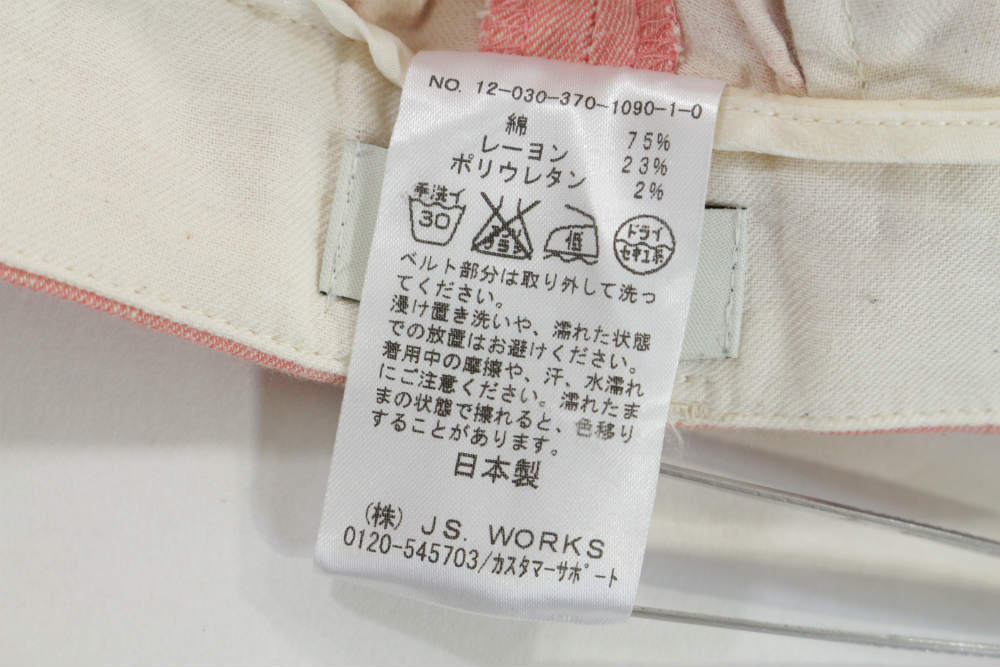 NO. 12-030-370-1090-1-0
綿 75%
レーヨン 23%
ポリウレタン 2%
手洗イ
30
エンソ
サラシ
低
ドライ
セキユ系
ベルト部分は取り外して洗っ
てください。
浸け置き洗いや、濡れた状態
での放置はお避けください。
着用中の摩擦や、汗、水濡れ
にご注意ください。濡れたま
まの状態で擦れると、色移り
することがあります。
日本製
(株) JS. WORKS
0120-545703/カスタマーサポート